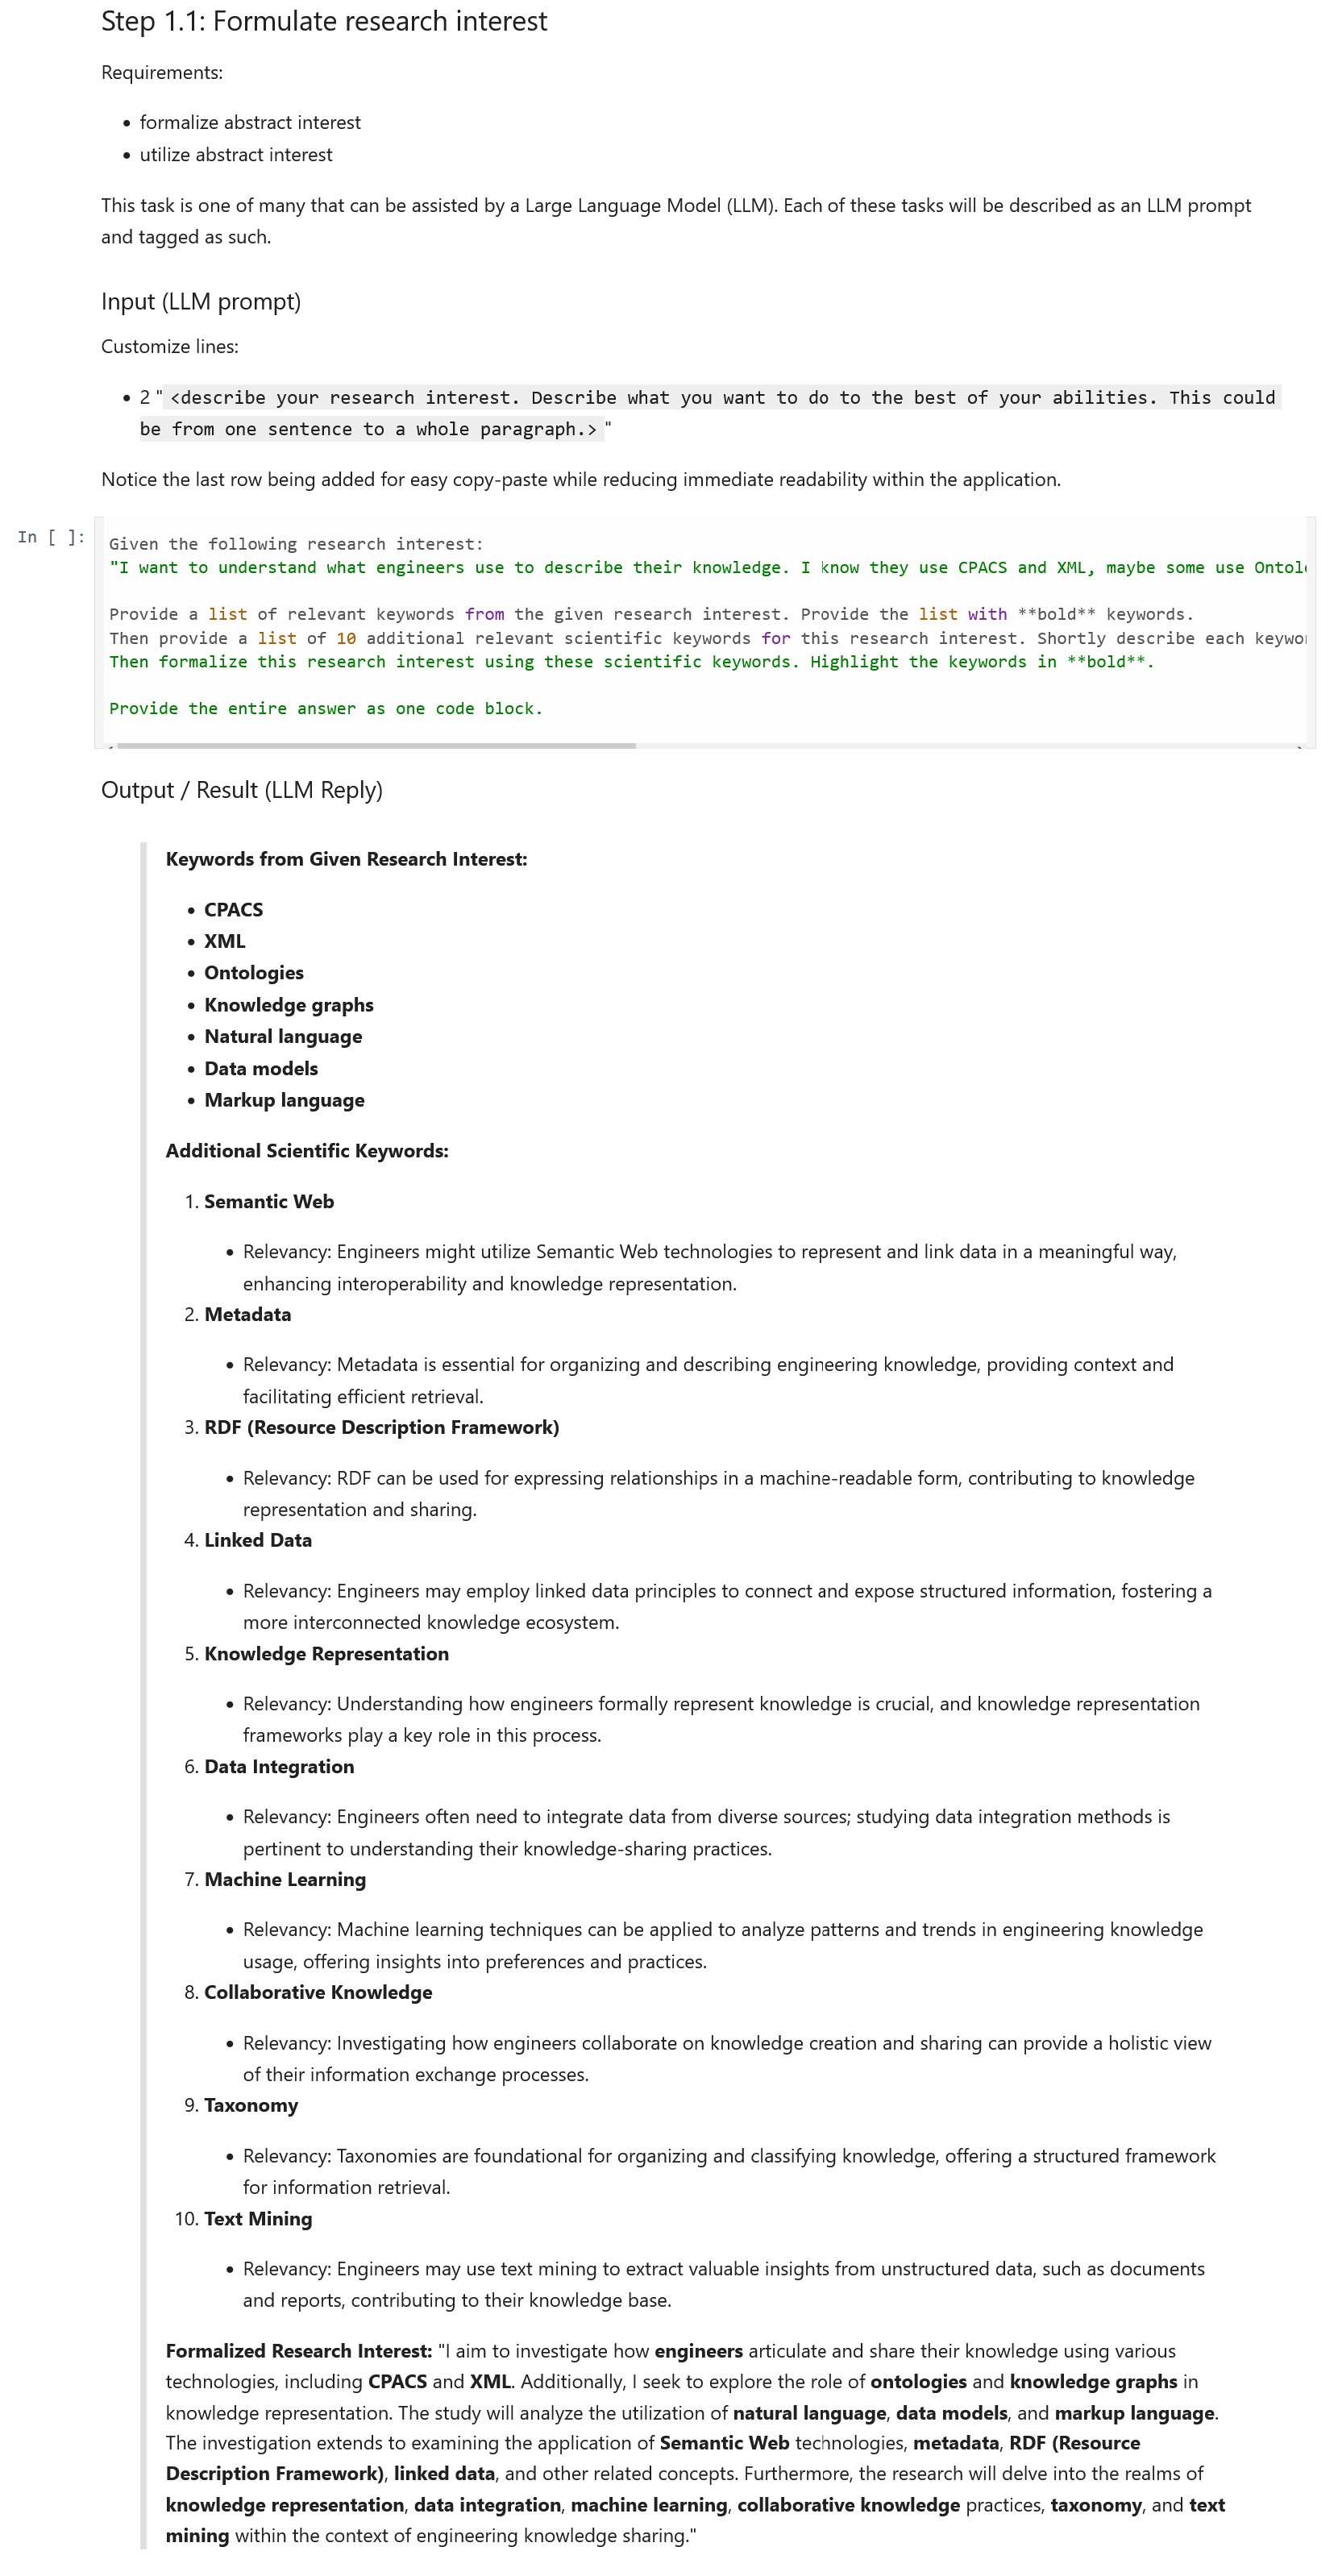 Step 1.1: Formulate research interest
Requirements:
• formalize abstract interest
• utilize abstract interest
This task is one of many that can be assisted by a Large Language Model (LLM). Each of these tasks will be described as an LLM prompt
and tagged as such.
Input (LLM prompt)
Customize lines:
• 2 " <describe your research interest. Describe what you want to do to the best of your abilities. This could
be from one sentence to a whole paragraph.> "
Notice the last row being added for easy copy-paste while reducing immediate readability within the application.
In [ ]:
Given the following research interest:
"I want to understand what engineers use to describe their knowledge. I know they use CPACS and XML, maybe some use Ontol
Provide a list of relevant keywords from the given research interest. Provide the list with **bold** keywords.
Then provide a list of 10 additional relevant scientific keywords for this research interest. Shortly describe each keywo
Then formalize this research interest using these scientific keywords. Highlight the keywords in **bold**.
Provide the entire answer as one code block.
Output / Result (LLM Reply)
Keywords from Given Research Interest:
• CPACS
• XML
• Ontologies
• Knowledge graphs
• Natural language
• Data models
• Markup language
Additional Scientific Keywords:
1. Semantic Web
• Relevancy: Engineers might utilize Semantic Web technologies to represent and link data in a meaningful way,
enhancing interoperability and knowledge representation.
2. Metadata
• Relevancy: Metadata is essential for organizing and describing engineering knowledge, providing context and
facilitating efficient retrieval.
3. RDF (Resource Description Framework)
• Relevancy: RDF can be used for expressing relationships in a machine-readable form, contributing to knowledge
representation and sharing.
4. Linked Data
• Relevancy: Engineers may employ linked data principles to connect and expose structured information, fostering a
more interconnected knowledge ecosystem.
5. Knowledge Representation
• Relevancy: Understanding how engineers formally represent knowledge is crucial, and knowledge representation
frameworks play a key role in this process.
6. Data Integration
• Relevancy: Engineers often need to integrate data from diverse sources; studying data integration methods is
pertinent to understanding their knowledge-sharing practices.
7. Machine Learning
• Relevancy: Machine learning techniques can be applied to analyze patterns and trends in engineering knowledge
usage, offering insights into preferences and practices.
8. Collaborative Knowledge
• Relevancy: Investigating how engineers collaborate on knowledge creation and sharing can provide a holistic view
of their information exchange processes.
9. Taxonomy
• Relevancy: Taxonomies are foundational for organizing and classifying knowledge, offering a structured framework
for information retrieval.
10. Text Mining
• Relevancy: Engineers may use text mining to extract valuable insights from unstructured data, such as documents
and reports, contributing to their knowledge base.
Formalized Research Interest: "I aim to investigate how engineers articulate and share their knowledge using various
technologies, including CPACS and XML. Additionally, I seek to explore the role of ontologies and knowledge graphs in
knowledge representation. The study will analyze the utilization of natural language, data models, and markup language.
The investigation extends to examining the application of Semantic Web technologies, metadata, RDF (Resource
Description Framework), linked data, and other related concepts. Furthermore, the research will delve into the realms of
knowledge representation, data integration, machine learning, collaborative knowledge practices, taxonomy, and text
mining within the context of engineering knowledge sharing."